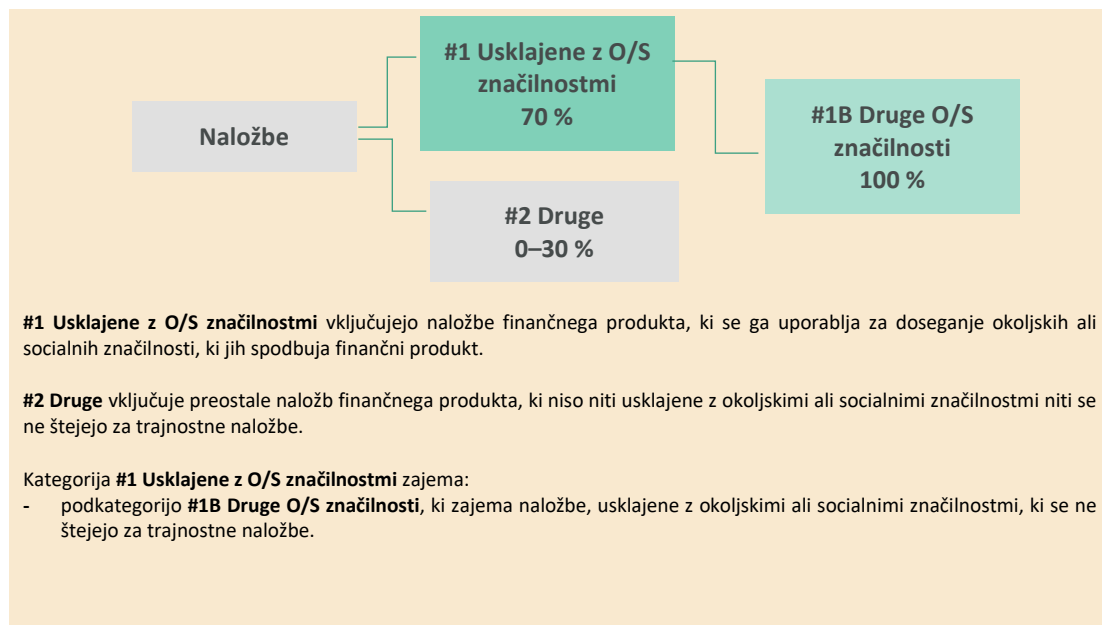 #1 Usklajene z O/S
značilnostmi
70 %
Naložbe
#1B Druge O/S
značilnosti
100 %
#2 Druge
0–30 %
#1 Usklajene z O/S značilnostmi vključujejo naložbe finančnega produkta, ki se ga uporablja za doseganje okoljskih ali
socialnih značilnosti, ki jih spodbuja finančni produkt.
#2 Druge vključuje preostale naložb finančnega produkta, ki niso niti usklajene z okoljskimi ali socialnimi značilnostmi niti se
ne štejejo za trajnostne naložbe.
Kategorija #1 Usklajene z O/S značilnostmi zajema:
- podkategorijo #1B Druge O/S značilnosti, ki zajema naložbe, usklajene z okoljskimi ali socialnimi značilnostmi, ki se ne
štejejo za trajnostne naložbe.